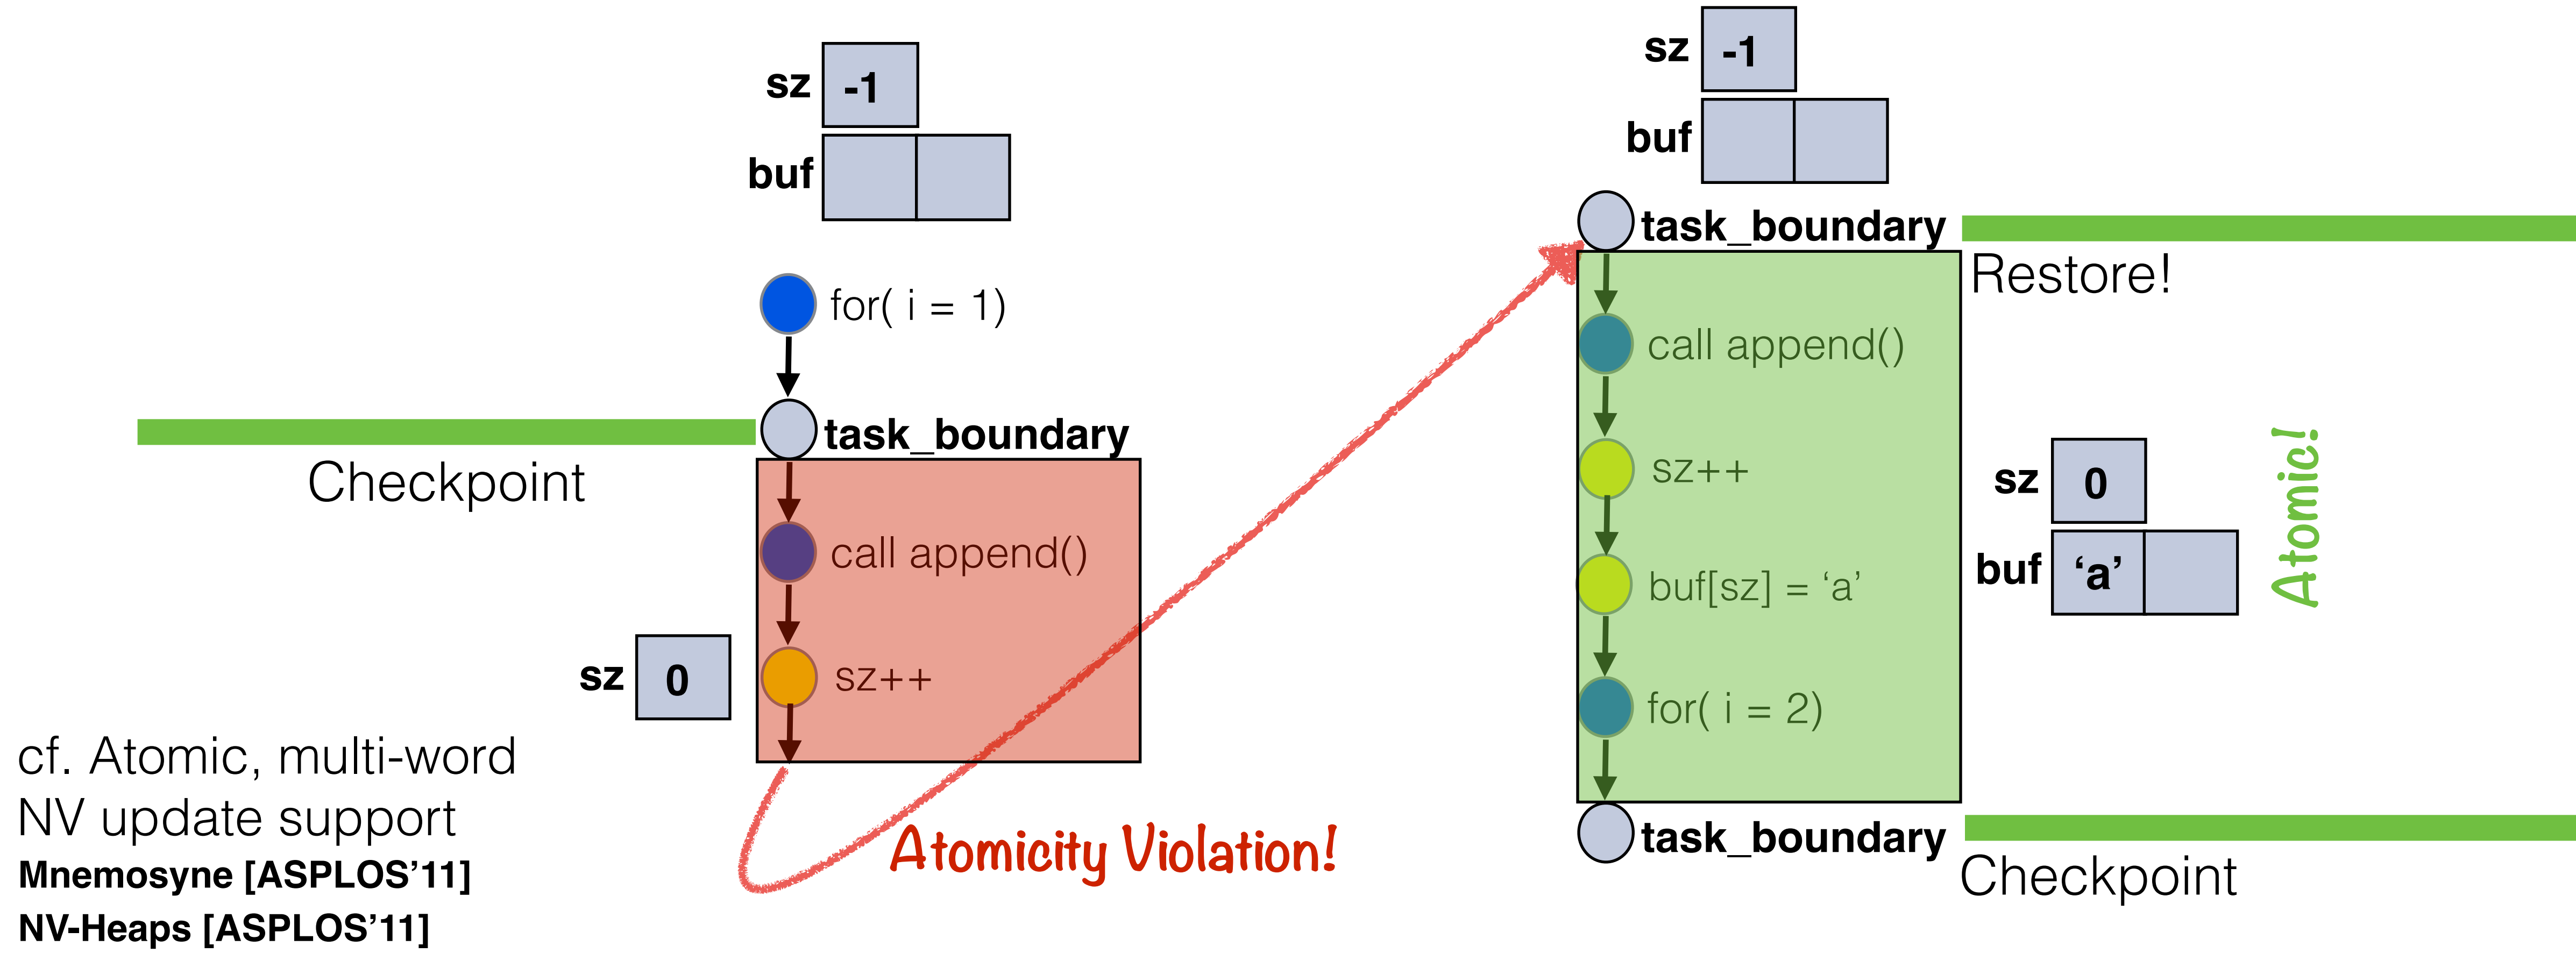 sz -1
buf
for( i = 1)
task_boundary
Checkpoint
call append()
sz 0
sz++
cf. Atomic, multi-word
NV update support
Mnemosyne [ASPLOS’11]
NV-Heaps [ASPLOS’11]
Atomicity Violation!
sz -1
buf
task_boundary
Restore!
call append()
sz++
buf[sz] = ‘a’
for( i = 2)
task_boundary
Checkpoint
sz 0
buf ‘a’
Atomic!